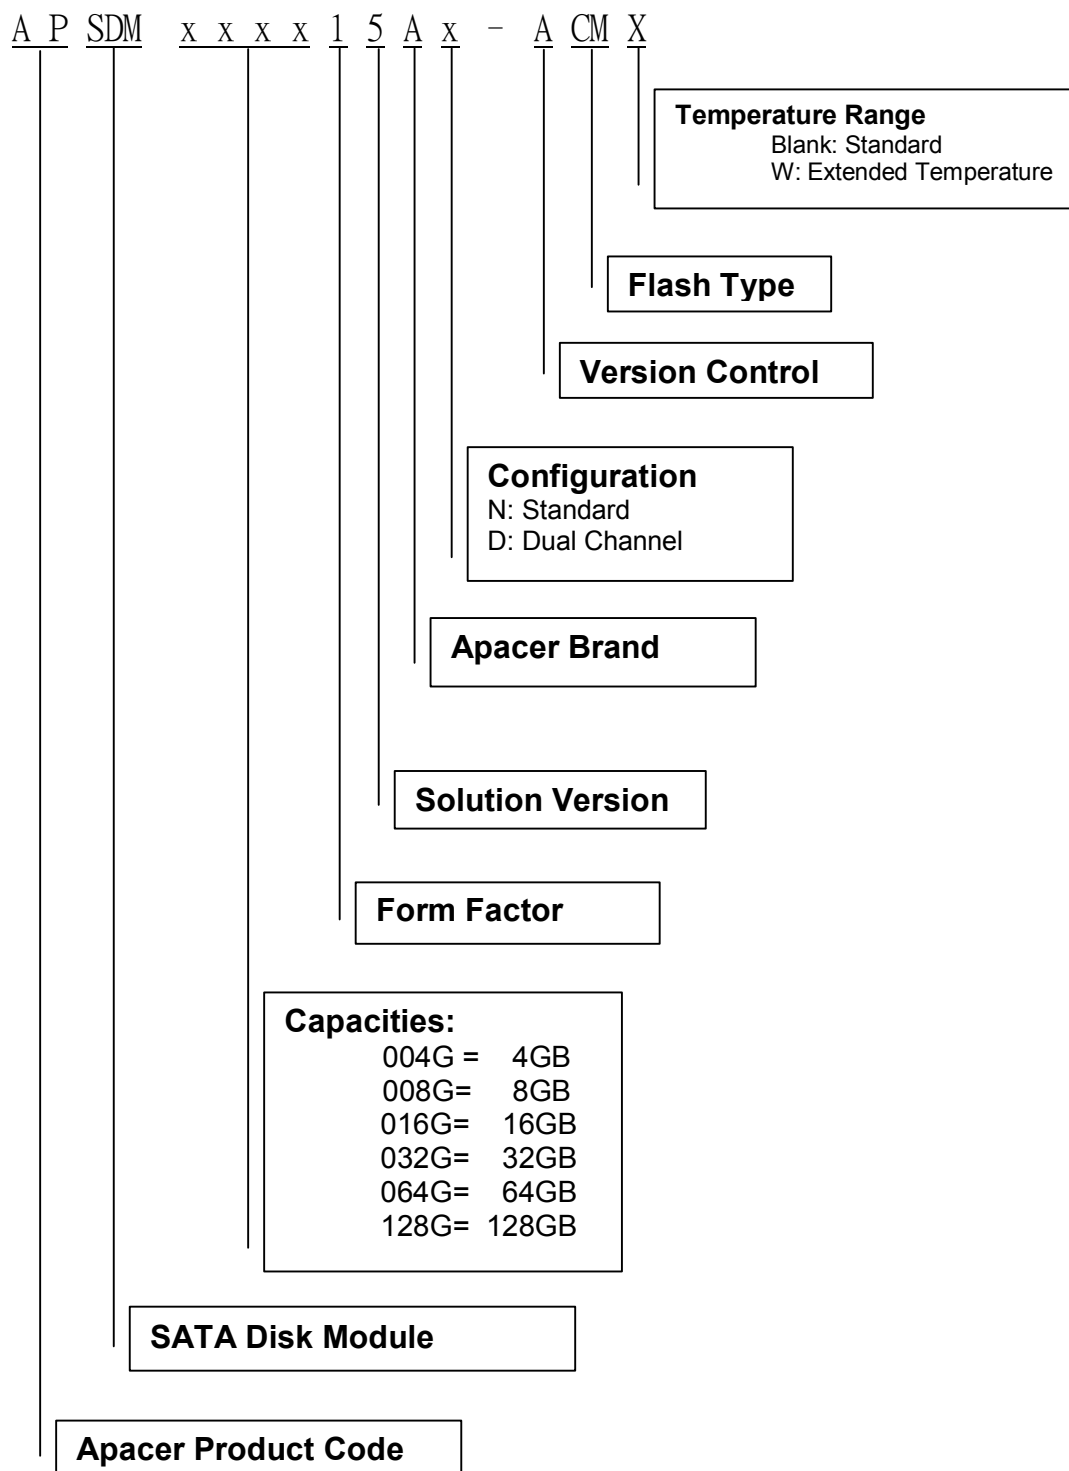 A P SDM x x x x 1 5 A x - A CM X
Temperature Range
Blank: Standard
W: Extended Temperature
Flash Type
Version Control
Configuration
N: Standard
D: Dual Channel
Apacer Brand
Solution Version
Form Factor
Capacities:
004G = 4GB
008G= 8GB
016G= 16GB
032G= 32GB
064G= 64GB
128G= 128GB
SATA Disk Module
Apacer Product Code